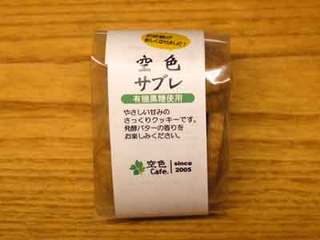 空色
サブレ
有機黒糖使用
やさしい甘みの
さっくりクッキーです。
発酵バターの香りを
お楽しみください。
空色
Cafe.
since
2005